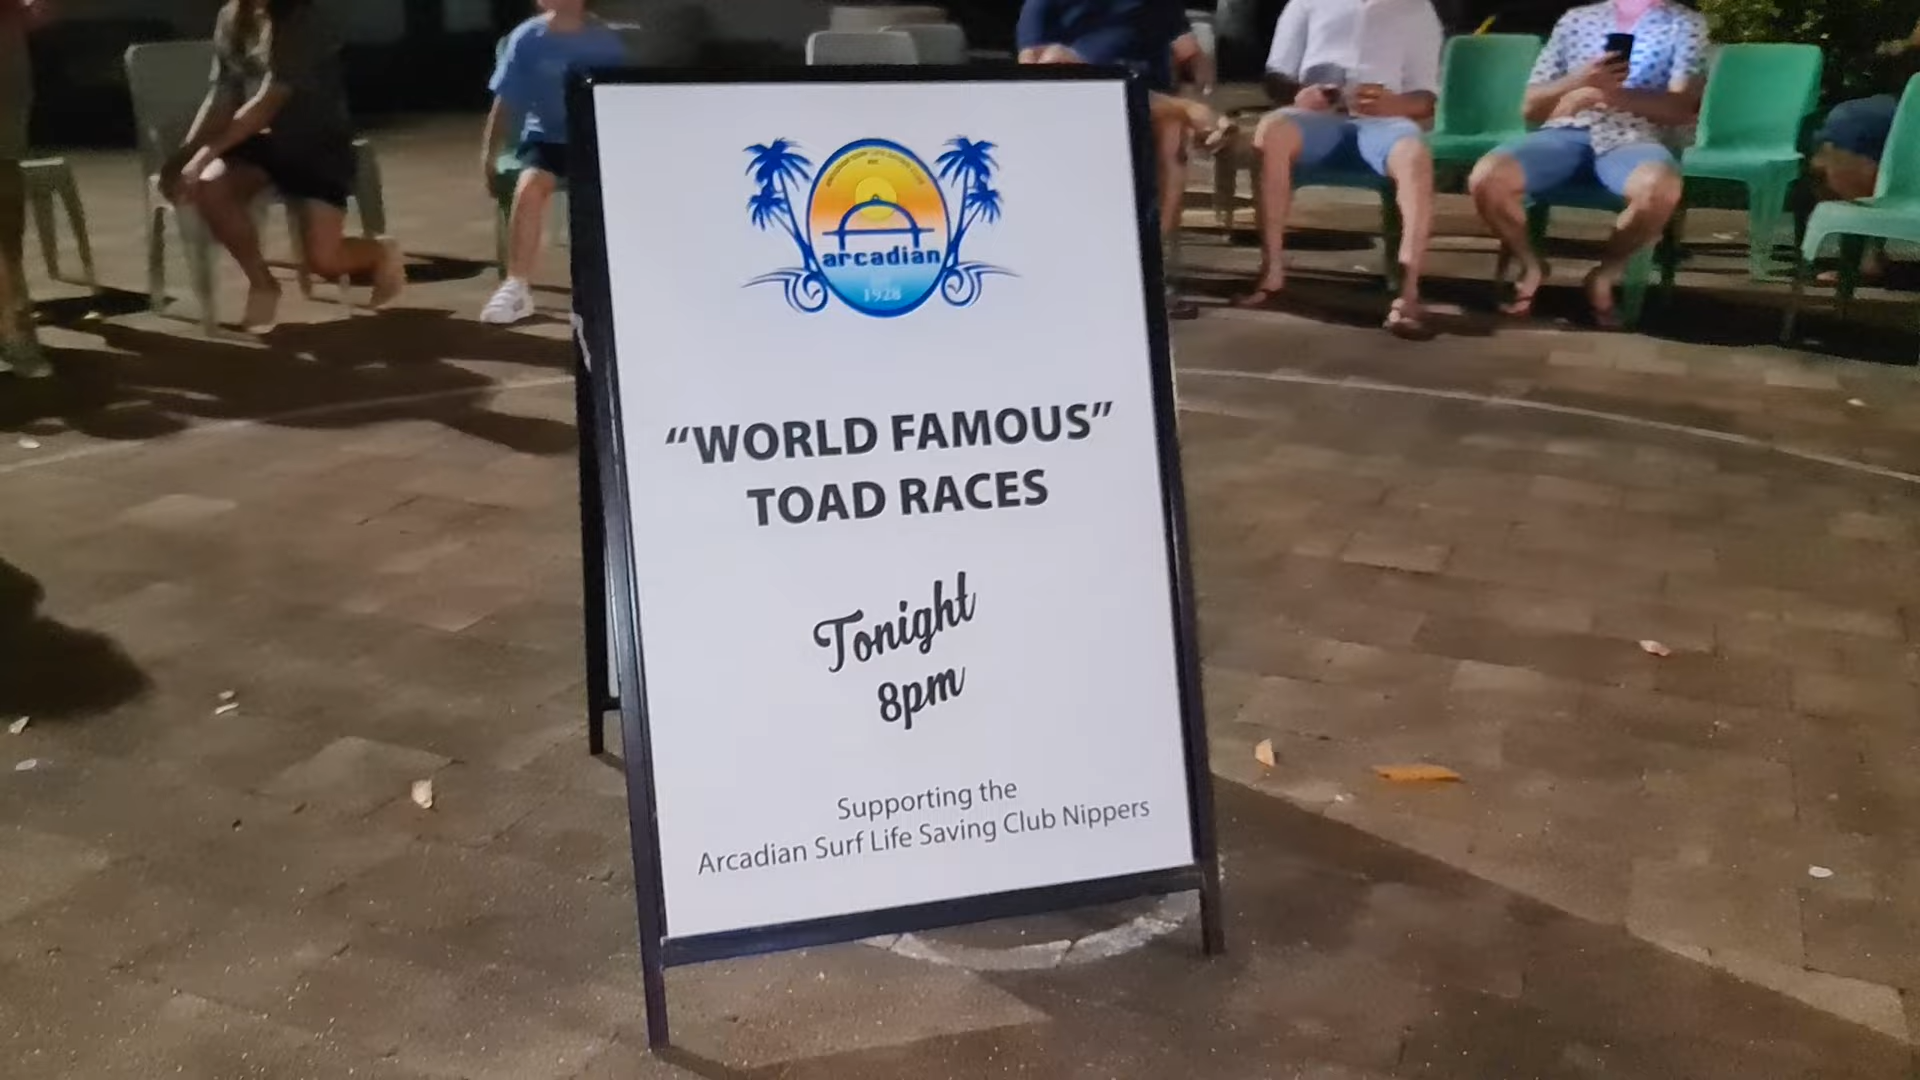 arcadian
1928
“WORLD FAMOUS”
TOAD RACES
Tonight
8pm
Supporting the
Arcadian Surf Life Saving Club Nippers